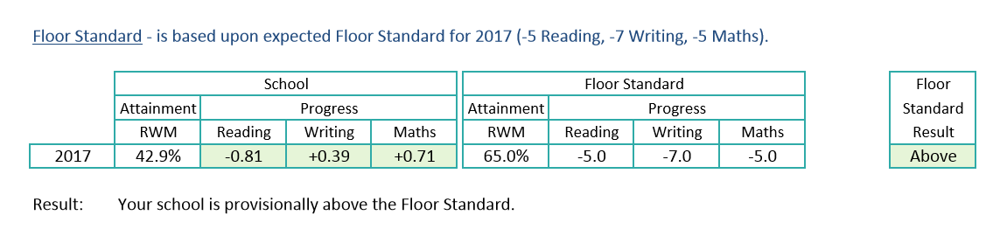 Floor Standard - is based upon expected Floor Standard for 2017 (-5 Reading, -7 Writing, -5 Maths).
School Floor Standard Floor
Attainment Progress Attainment Progress Standard
RWM Reading Writing Maths RWM Reading Writing Maths Result
2017 42.9% -0.81 +0.39 +0.71 65.0% -5.0 -7.0 -5.0 Above
Result: Your school is provisionally above the Floor Standard.